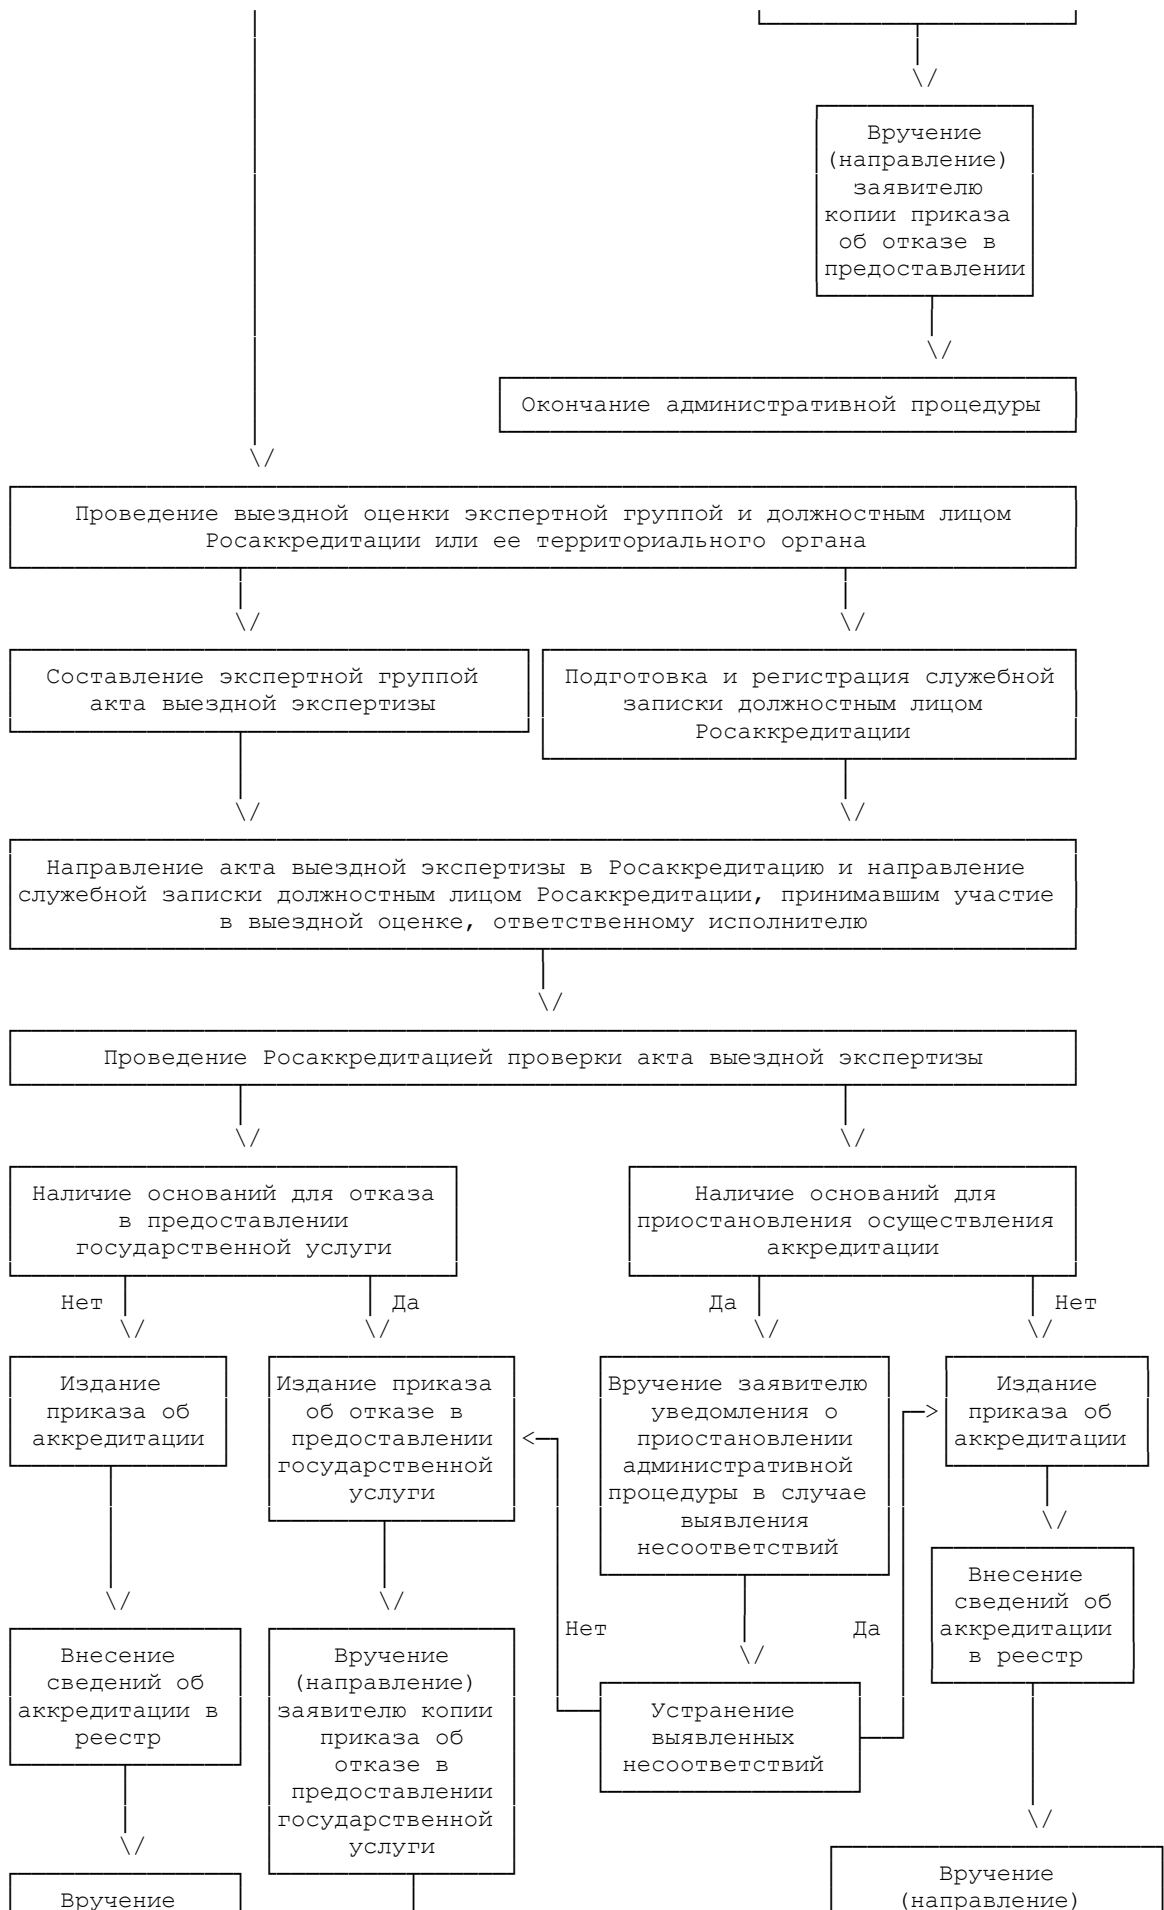 Вручение
(направление)
заявителю
копии приказа
об отказе в
предоставлении
Окончание административной процедуры
Проведение выездной оценки экспертной группой и должностным лицом
Росаккредитации или ее территориального органа
Составление экспертной группой
акта выездной экспертизы
Подготовка и регистрация служебной
записки должностным лицом
Росаккредитации
Направление акта выездной экспертизы в Росаккредитацию и направление
служебной записки должностным лицом Росаккредитации, принимавшим участие
в выездной оценке, ответственному исполнителю
Проведение Росаккредитацией проверки акта выездной экспертизы
Наличие оснований для отказа
в предоставлении
государственной услуги
Наличие оснований для
приостановления осуществления
аккредитации
Нет
Да
Да
Нет
Издание
приказа об
аккредитации
Издание приказа
об отказе в
предоставлении
государственной
услуги
Вручение заявителю
уведомления о
приостановлении
административной
процедуры в случае
выявления
несоответствий
Издание
приказа об
аккредитации
Внесение
сведений об
аккредитации
в реестр
Нет
Да
Внесение
сведений об
аккредитации в
реестр
Вручение
(направление)
заявителю копии
приказа об
отказе в
предоставлении
государственной
услуги
Устранение
выявленных
несоответствий
Вручение
Вручение
(направление)